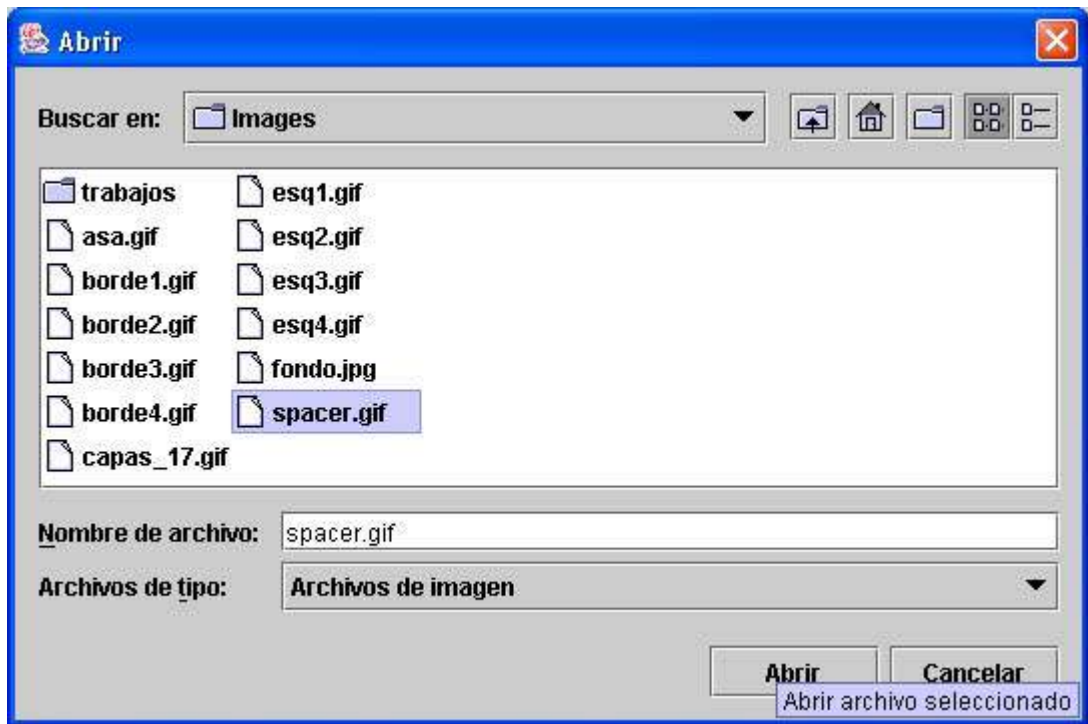 Abrir
Buscar en: Images
trabajos
asa.gif
borde1.gif
borde2.gif
borde3.gif
borde4.gif
capas_17.gif
esq1.gif
esq2.gif
esq3.gif
esq4.gif
fondo.jpg
spacer.gif
Nombre de archivo: spacer.gif
Archivos de tipo: Archivos de imagen
Abrir Cancelar
Abrir archivo seleccionado